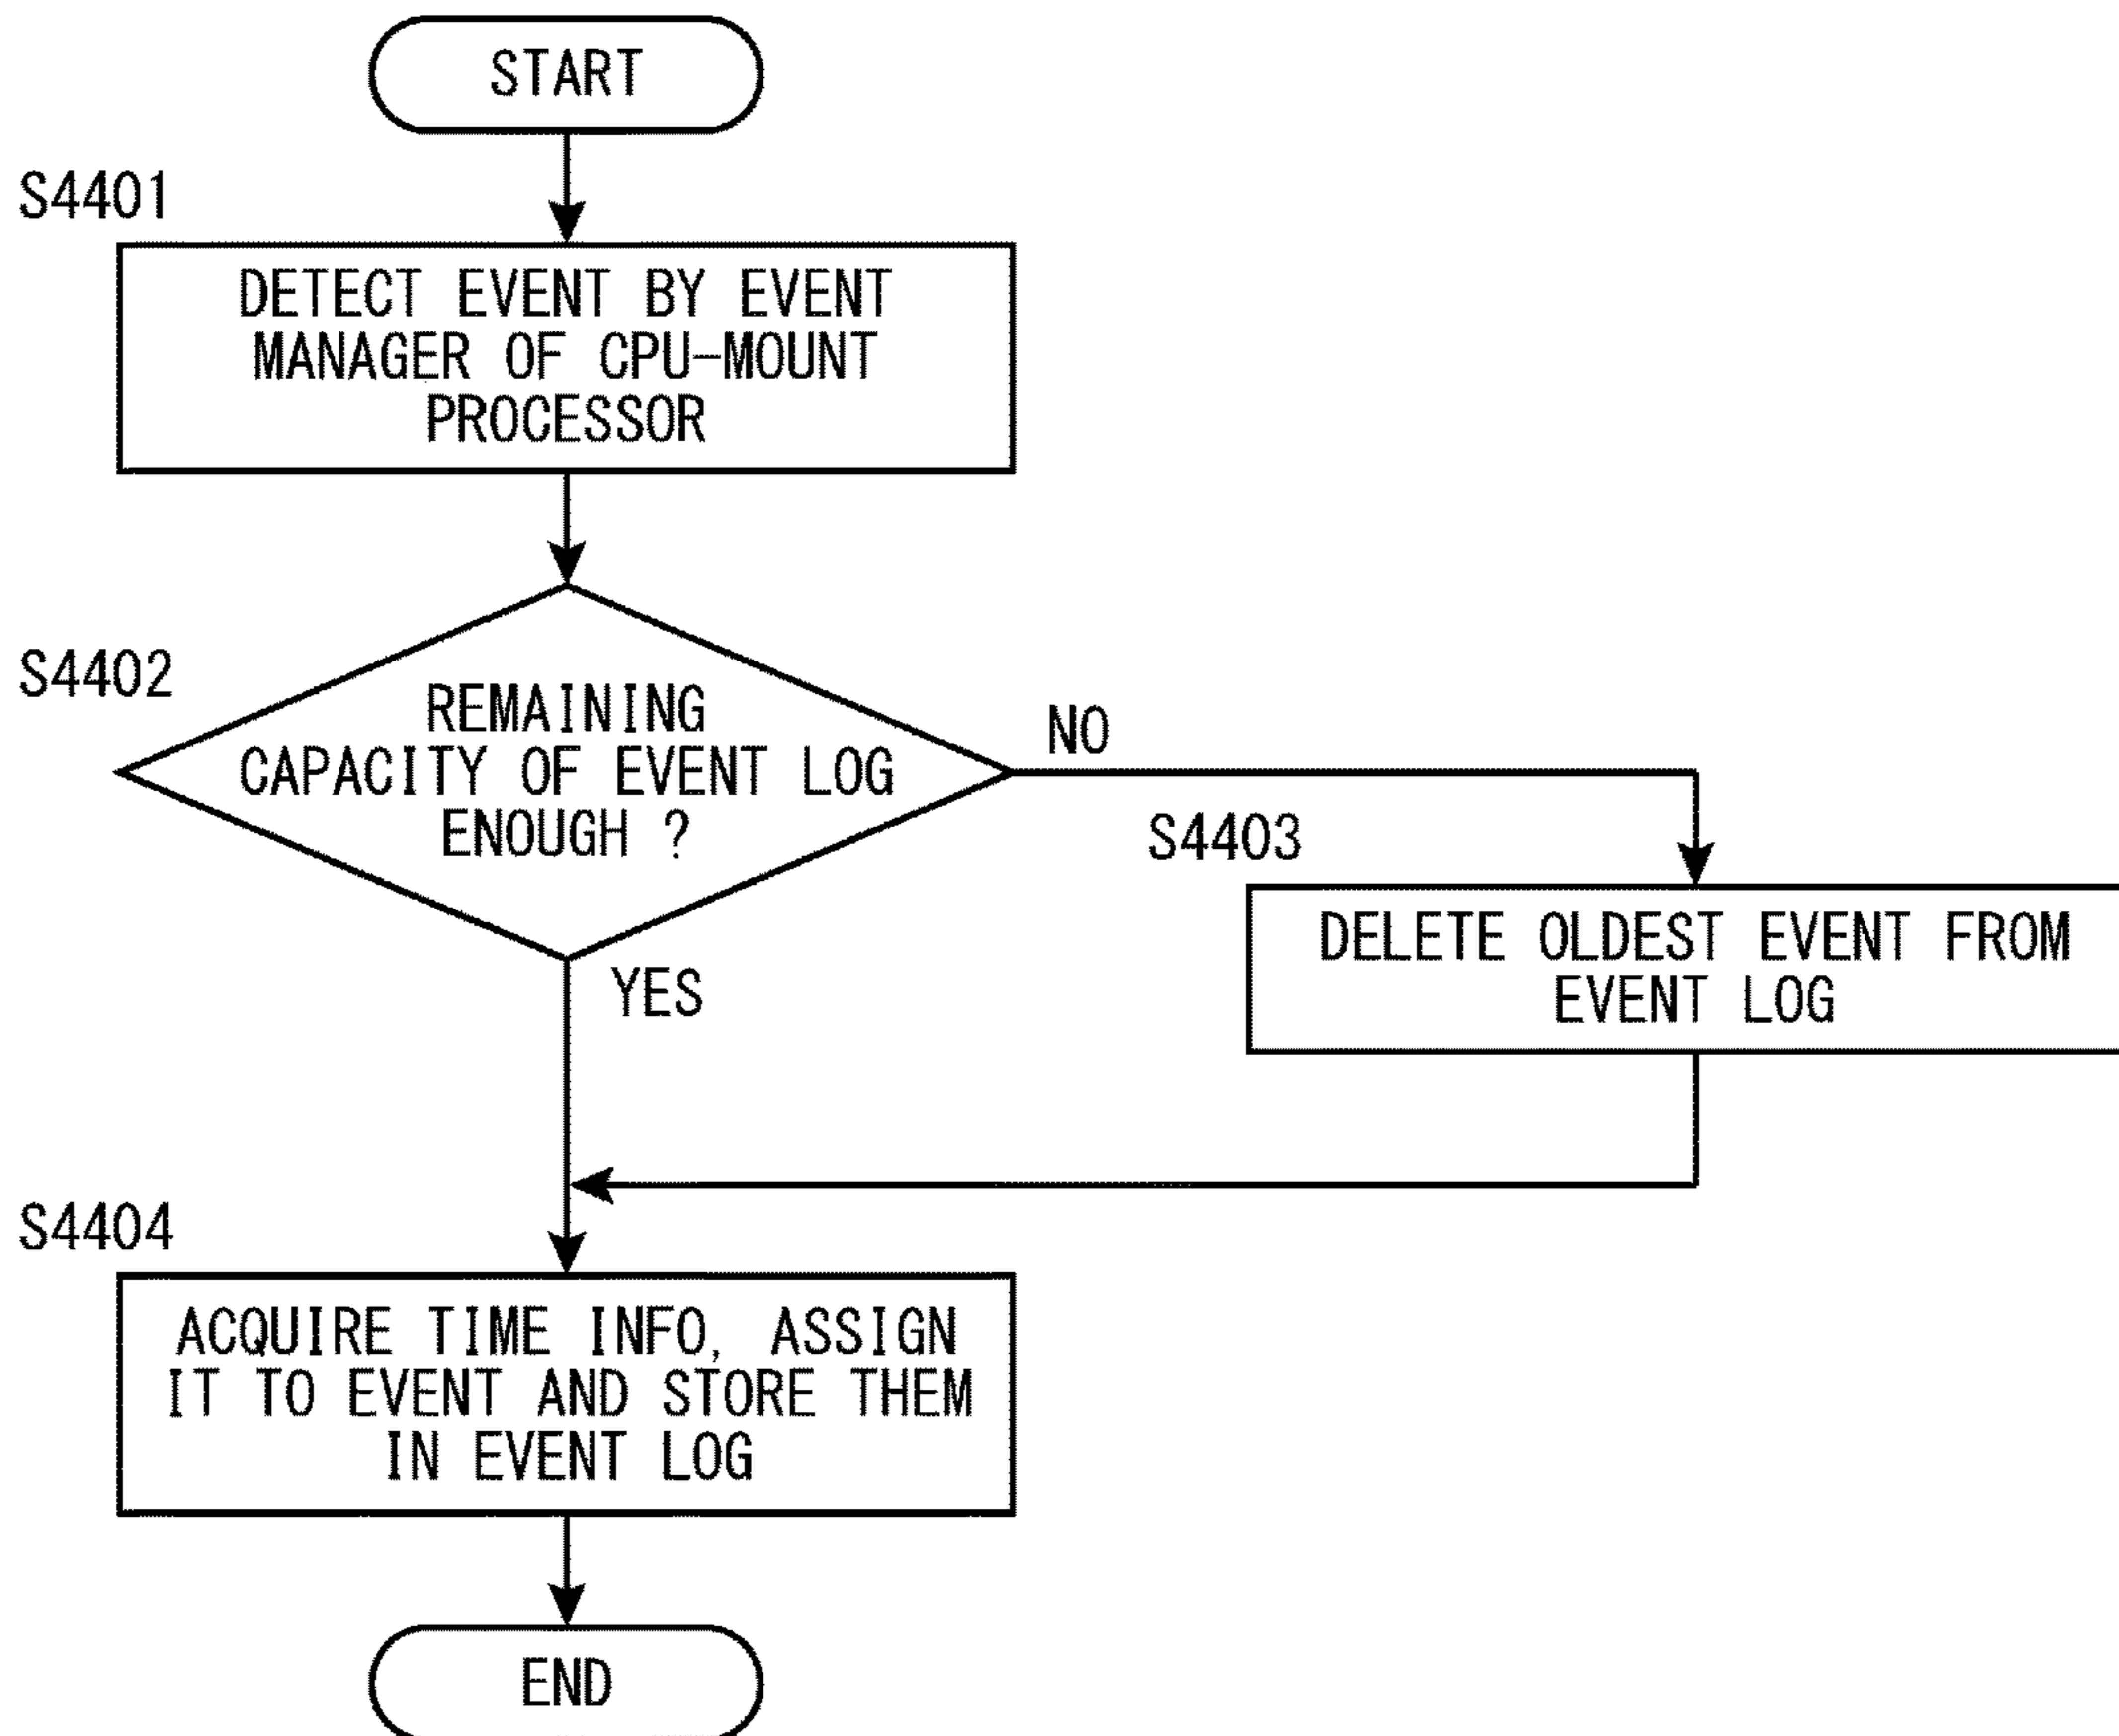 START
S4401
DETECT EVENT BY EVENT
MANAGER OF CPU-MOUNT
PROCESSOR
S4402
REMAINING
CAPACITY OF EVENT LOG
ENOUGH ?
NO
S4403
DELETE OLDEST EVENT FROM
EVENT LOG
YES
S4404
ACQUIRE TIME INFO, ASSIGN
IT TO EVENT AND STORE THEM
IN EVENT LOG
END